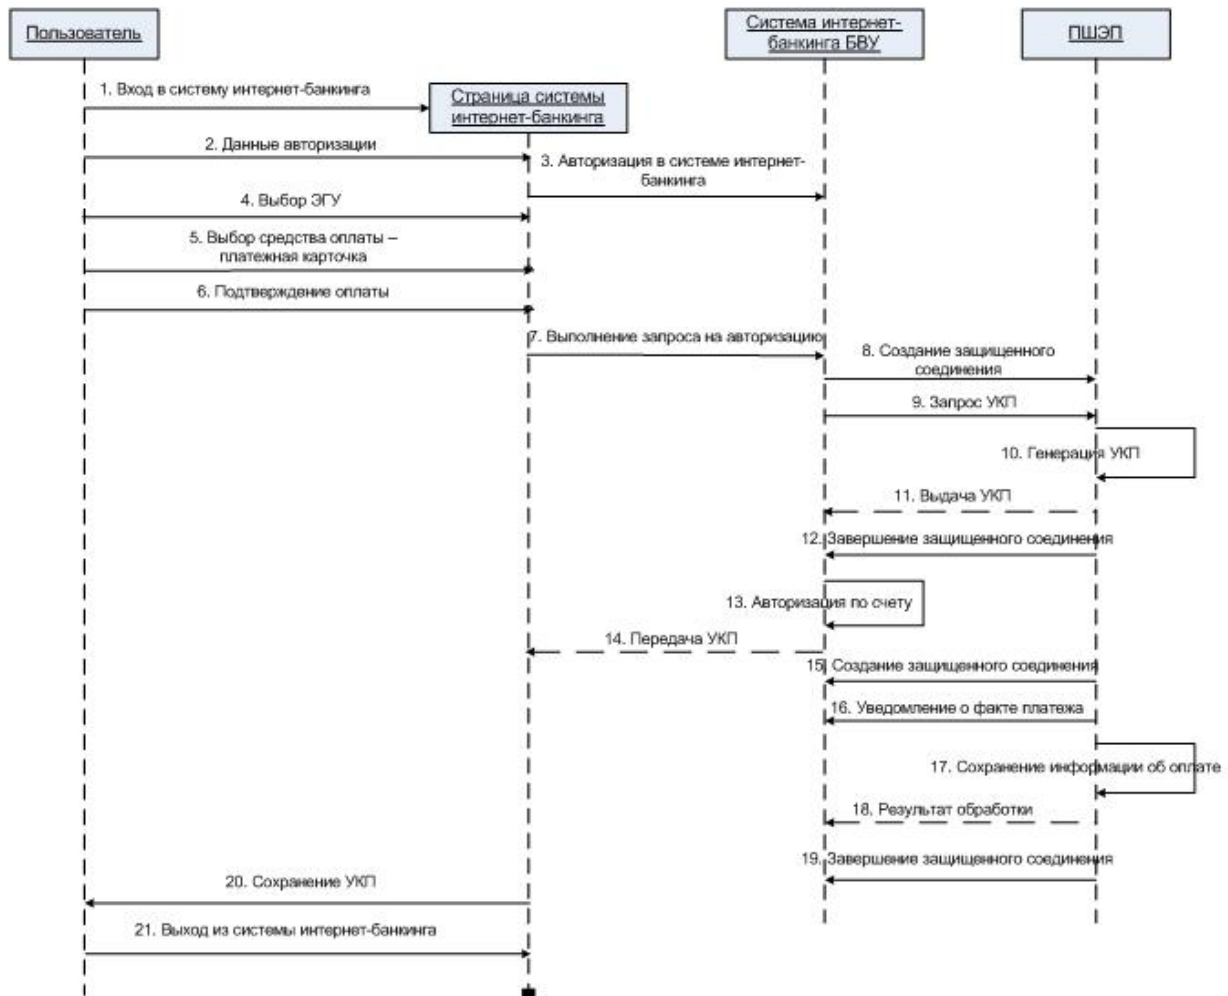 Пользователь
Система интернет-
банкинга БВУ
ПШЭП
1. Вход в систему интернет-банкинга
Страница системы
интернет-банкинга
2. Данные авторизации
3. Авторизация в системе интернет-
банкинга
4. Выбор ЭГУ
5. Выбор средства оплаты –
платежная карточка
6. Подтверждение оплаты
7. Выполнение запроса на авторизацию
8. Создание защищенного
соединения
9. Запрос УКП
10. Генерация УКП
11. Выдача УКП
12. Завершение защищенного соединения
13. Авторизация по счету
14. Передача УКП
15. Создание защищенного соединения
16. Уведомление о факте платежа
17. Сохранение информации об оплате
18. Результат обработки
19. Завершение защищенного соединения
20. Сохранение УКП
21. Выход из системы интернет-банкинга